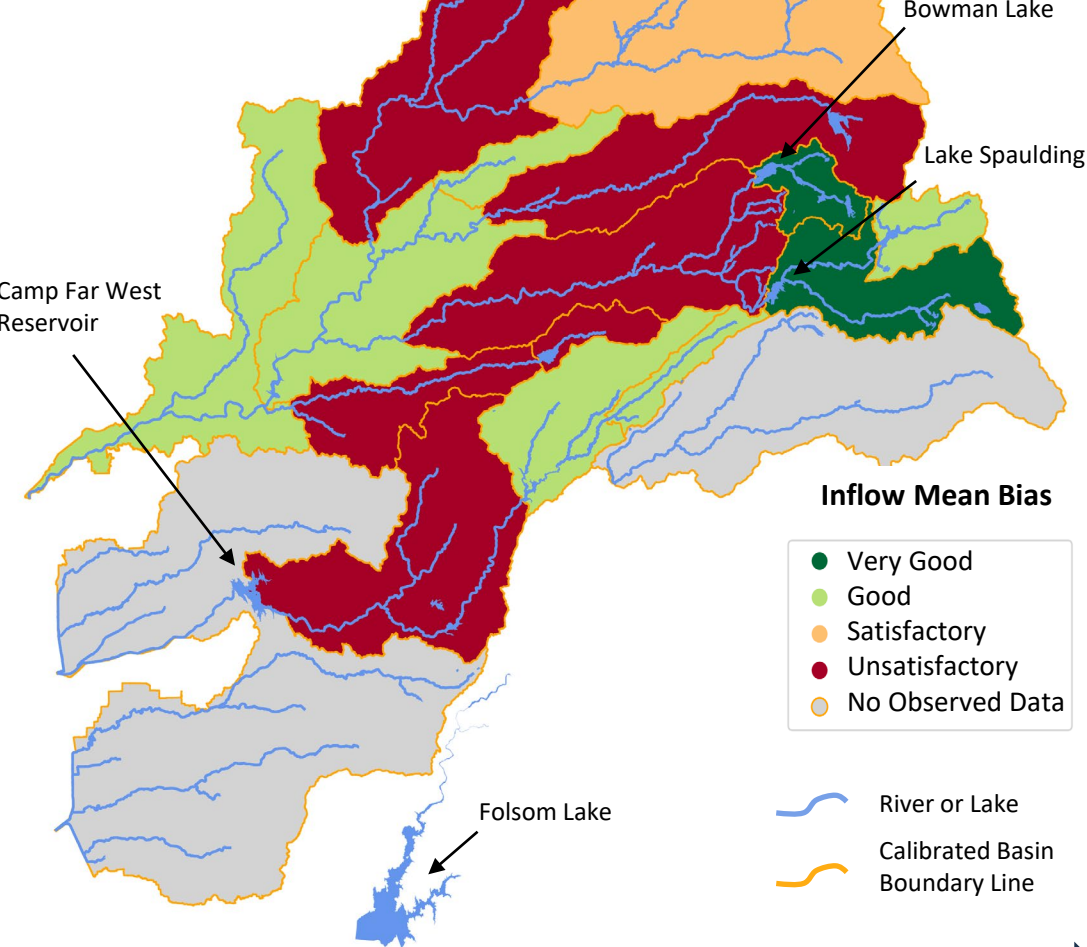 Bowman Lake
Lake Spaulding
Camp Far West
Reservoir
Inflow Mean Bias
Very Good
Good
Satisfactory
Unsatisfactory
No Observed Data
Folsom Lake
River or Lake
Calibrated Basin
Boundary Line